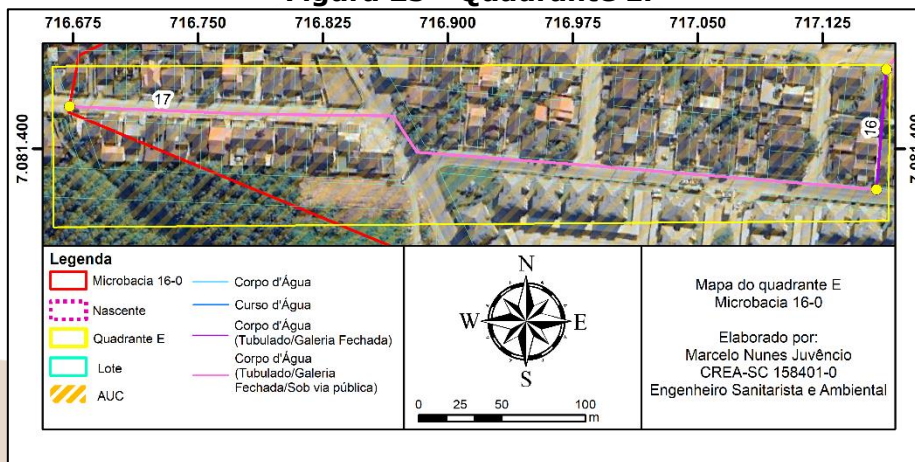 Figura 23 – Quadrante E.
716.675 716.750 716.825 716.900 716.975 717.050 717.125
7.081.400
17
16
7.081.400
Legenda
Microbacia 16-0
Nascente
Quadrante E
Lote
AUC
Corpo d'Água
Curso d'Água
Corpo d'Água
(Tubulado/Galeria Fechada)
Corpo d'Água
(Tubulado/Galeria
Fechada/Sob via pública)
N
W E
S
0 25 50 100
m
Mapa do quadrante E
Microbacia 16-0
Elaborado por:
Marcelo Nunes Juvêncio
CREA-SC 158401-0
Engenheiro Sanitarista e Ambiental